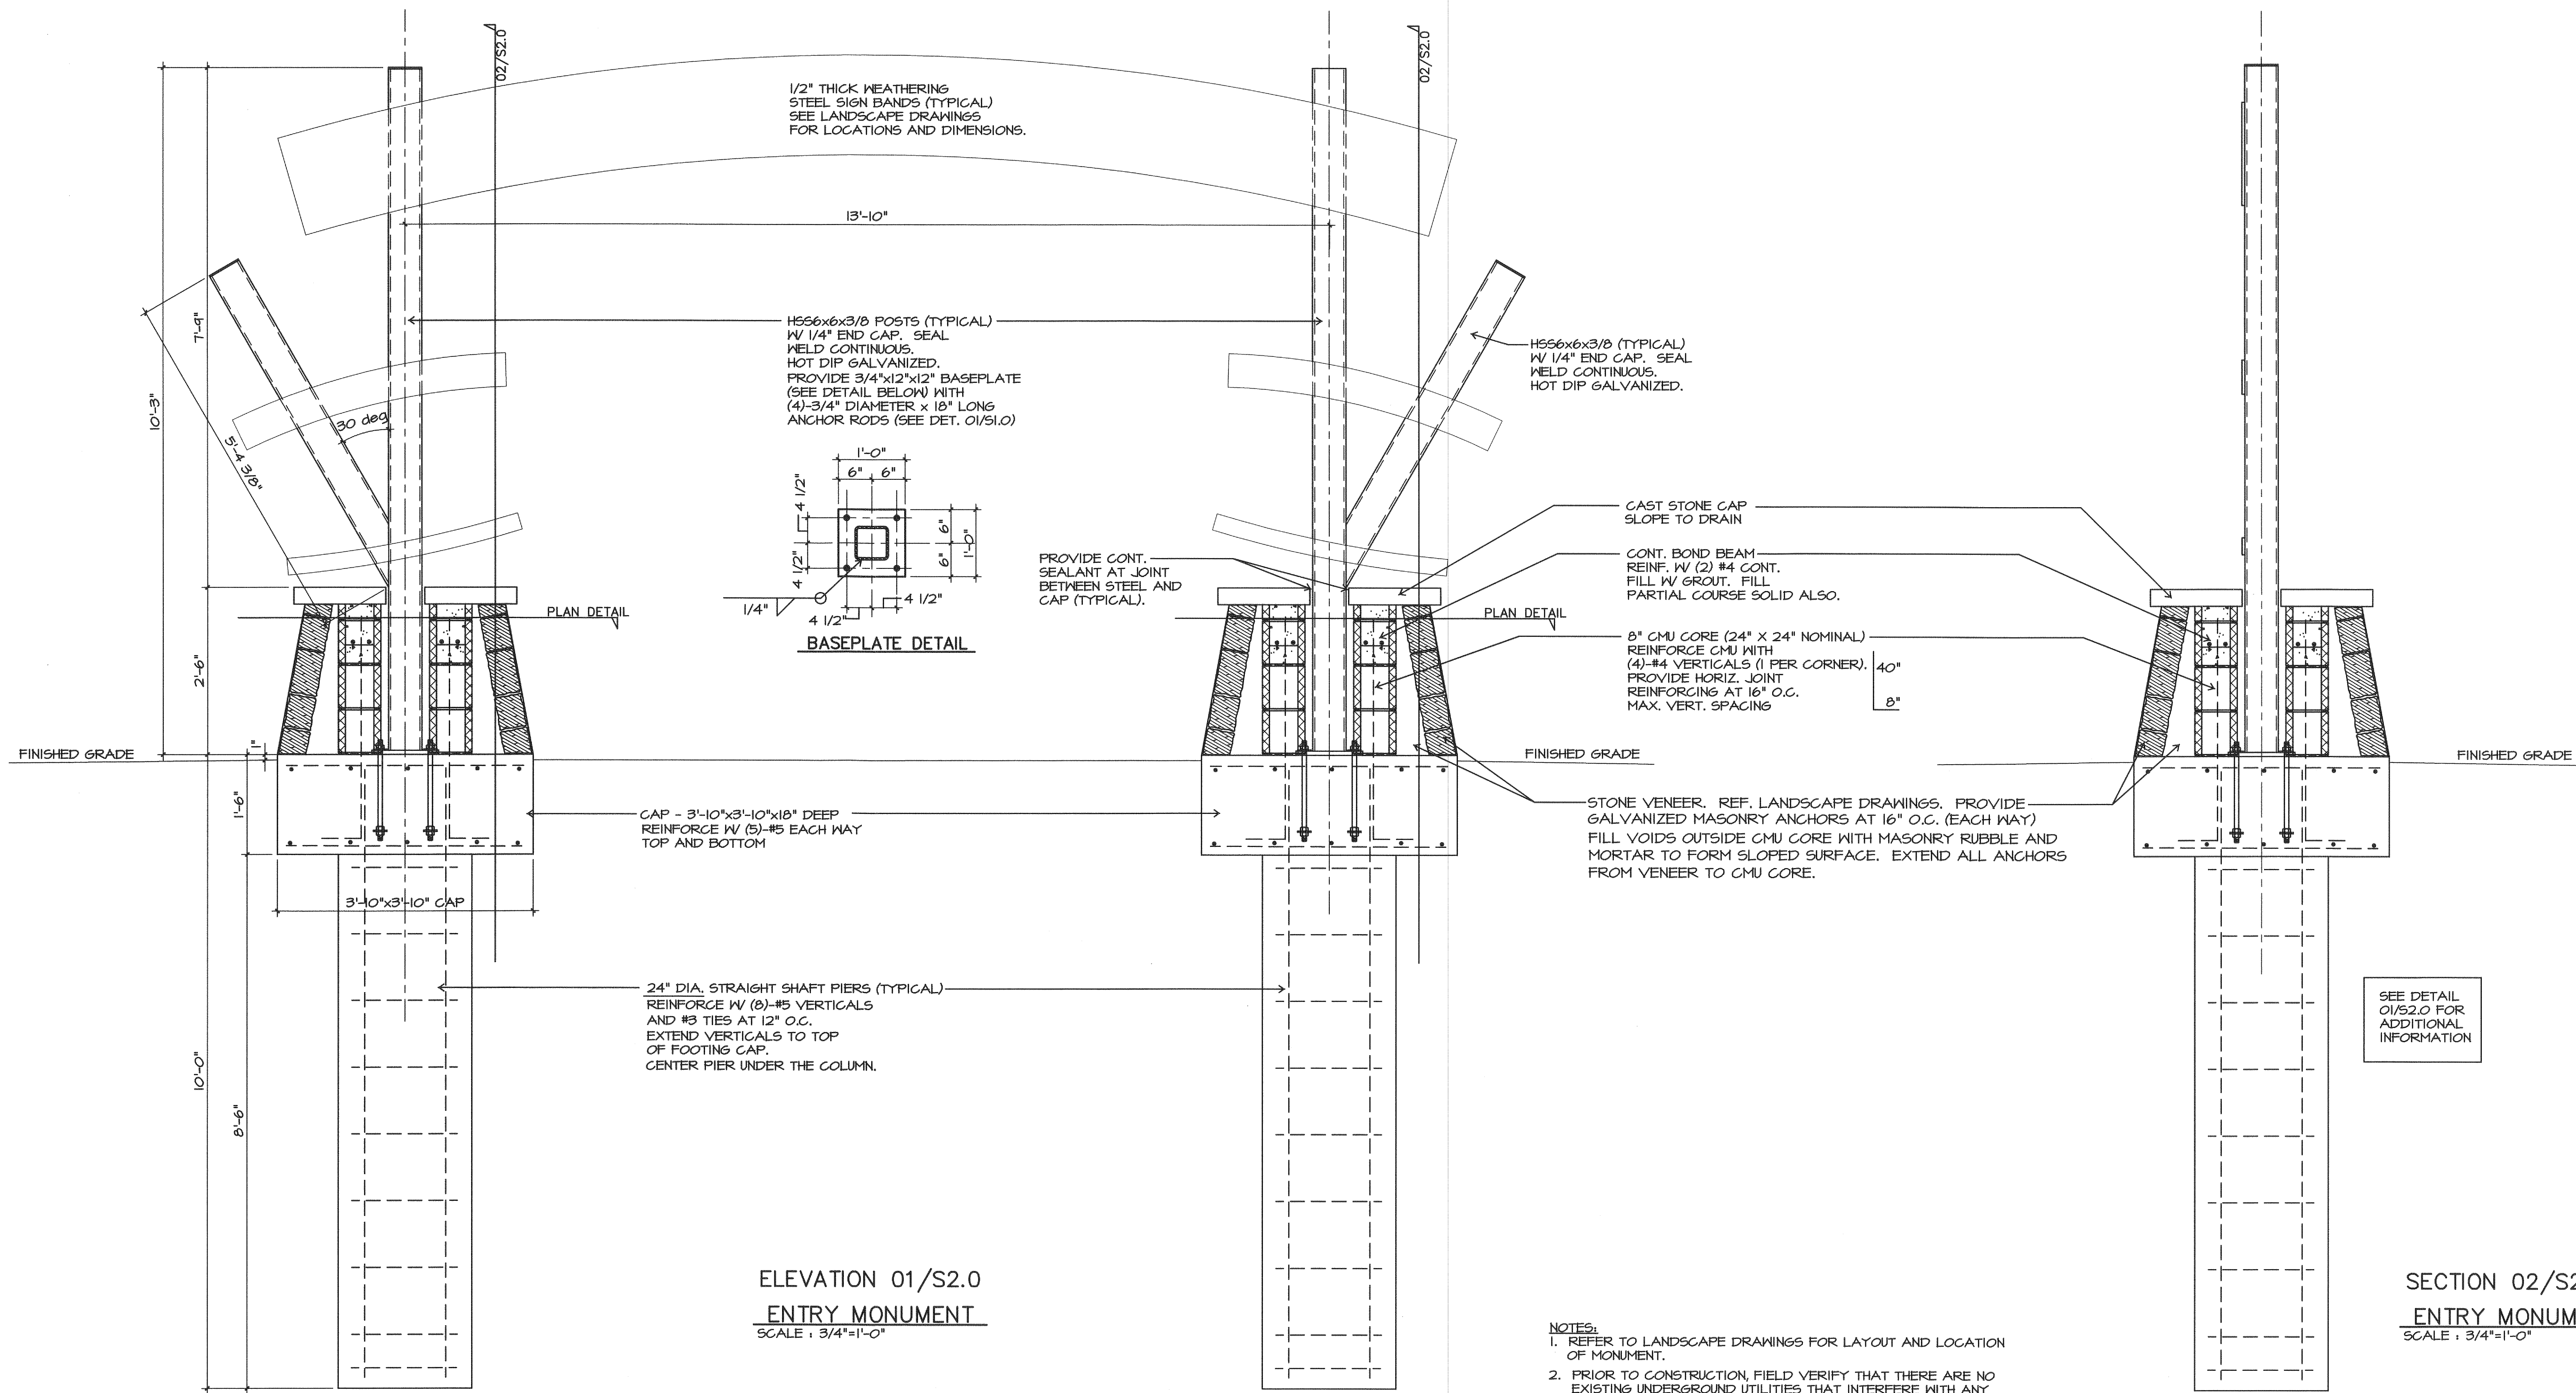 02/S2.0
02/S2.0
1/2" THICK WEATHERING
STEEL SIGN BANDS (TYPICAL)
SEE LANDSCAPE DRAWINGS
FOR LOCATIONS AND DIMENSIONS.
13'-10"
7'-9"
10'-3"
30 deg
5'-4 3/8"
HSS6x6x3/8 POSTS (TYPICAL)
W/ 1/4" END CAP. SEAL
WELD CONTINUOUS.
HOT DIP GALVANIZED.
PROVIDE 3/4"x12"x12" BASEPLATE
(SEE DETAIL BELOW) WITH
(4)-3/4" DIAMETER x 18" LONG
ANCHOR RODS (SEE DET. 01/S1.0)
HSS6x6x3/8 (TYPICAL)
W/ 1/4" END CAP. SEAL
WELD CONTINUOUS.
HOT DIP GALVANIZED.
1'-0"
6" 6"
4 1/2"
4 1/2"
6"
6"
1'-0"
1/4"
4 1/2"
4 1/2"
BASEPLATE DETAIL
PROVIDE CONT.
SEALANT AT JOINT
BETWEEN STEEL AND
CAP (TYPICAL).
CAST STONE CAP
SLOPE TO DRAIN
CONT. BOND BEAM
REINF. W/ (2) #4 CONT.
FILL W/ GROUT. FILL
PARTIAL COURSE SOLID ALSO.
8" CMU CORE (24" X 24" NOMINAL)
REINFORCE CMU WITH
(4)-#4 VERTICALS (1 PER CORNER).
PROVIDE HORIZ. JOINT
REINFORCING AT 16" O.C.
MAX. VERT. SPACING
40"
8"
PLAN DETAIL
PLAN DETAIL
2'-6"
1"
FINISHED GRADE
FINISHED GRADE
FINISHED GRADE
1'-6"
CAP - 3'-10"x3'-10"x18" DEEP
REINFORCE W/ (5)-#5 EACH WAY
TOP AND BOTTOM
STONE VENEER. REF. LANDSCAPE DRAWINGS. PROVIDE
GALVANIZED MASONRY ANCHORS AT 16" O.C. (EACH WAY)
FILL VOIDS OUTSIDE CMU CORE WITH MASONRY RUBBLE AND
MORTAR TO FORM SLOPED SURFACE. EXTEND ALL ANCHORS
FROM VENEER TO CMU CORE.
3'-10"x3'-10" CAP
10'-0"
8'-6"
24" DIA. STRAIGHT SHAFT PIERS (TYPICAL)
REINFORCE W/ (8)-#5 VERTICALS
AND #3 TIES AT 12" O.C.
EXTEND VERTICALS TO TOP
OF FOOTING CAP.
CENTER PIER UNDER THE COLUMN.
SEE DETAIL
01/S2.0 FOR
ADDITIONAL
INFORMATION
ELEVATION 01/S2.0
ENTRY MONUMENT
SCALE : 3/4"=1'-0"
SECTION 02/S2
ENTRY MONUM
SCALE : 3/4"=1'-0"
NOTES:
1. REFER TO LANDSCAPE DRAWINGS FOR LAYOUT AND LOCATION
OF MONUMENT.
2. PRIOR TO CONSTRUCTION, FIELD VERIFY THAT THERE ARE NO
EXISTING UNDERGROUND UTILITIES THAT INTERFERE WITH ANY